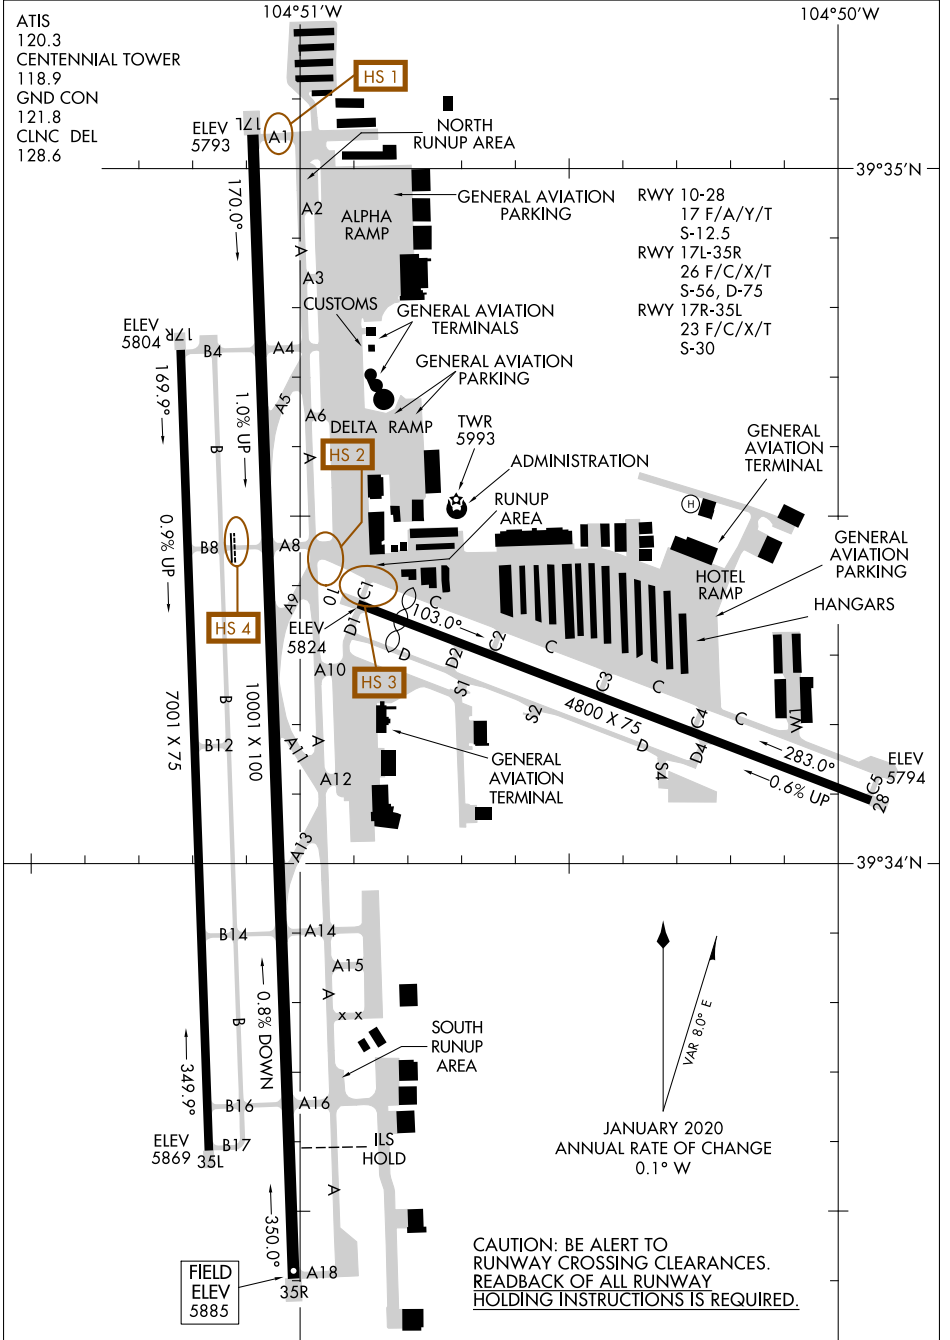 104°51'W
104°50'W
ATIS
120.3
CENTENNIAL TOWER
118.9
GND CON
121.8
CLNC DEL
128.6
HS 1
ELEV
5793
17L
A1
NORTH
RUNUP AREA
39°35'N
170.0°
A2
ALPHA
RAMP
GENERAL AVIATION
PARKING
RWY 10-28
17 F/A/Y/T
S-12.5
RWY 17L-35R
26 F/C/X/T
S-56, D-75
RWY 17R-35L
23 F/C/X/T
S-30
A
A3
CUSTOMS
GENERAL AVIATION
TERMINALS
ELEV
5804
17R
B4
A4
GENERAL AVIATION
PARKING
169.9°
1.0% UP
A5
A6
DELTA RAMP
TWR
5993
GENERAL
AVIATION
TERMINAL
B
A
HS 2
ADMINISTRATION
RUNUP
AREA
H
0.9% UP
B8
A8
GENERAL
AVIATION
PARKING
HOTEL
RAMP
HANGARS
HS 4
A9
10
C1
C
ELEV
5824
D1
103.0°
D
D2
C2
C
A10
HS 3
S1
C3
C
S2
4800 X 75
C4
C
W1
7001 X 75
B
10001 X 100
B12
A11
A
A12
GENERAL
AVIATION
TERMINAL
D
S4
D4
283.0°
0.6% UP
ELEV
5794
C5
28
A13
39°34'N
B14
A14
A15
A
X X
B
0.8% DOWN
SOUTH
RUNUP
AREA
VAR 8.0° E
349.9°
B16
A16
JANUARY 2020
ANNUAL RATE OF CHANGE
0.1° W
ELEV
5869
35L
B17
ILS
HOLD
A
350.0°
FIELD
ELEV
5885
A18
35R
CAUTION: BE ALERT TO
RUNWAY CROSSING CLEARANCES.
READBACK OF ALL RUNWAY
HOLDING INSTRUCTIONS IS REQUIRED.